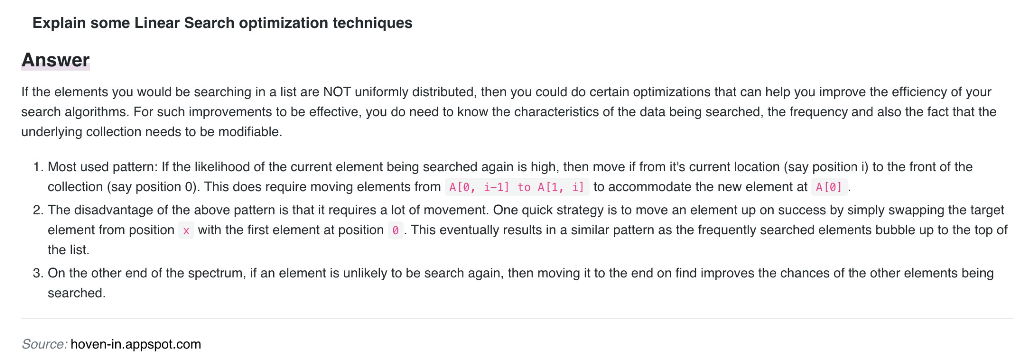 Explain some Linear Search optimization techniques
Answer
If the elements you would be searching in a list are NOT uniformly distributed, then you could do certain optimizations that can help you improve the efficiency of your
search algorithms. For such improvements to be effective, you do need to know the characteristics of the data being searched, the frequency and also the fact that the
underlying collection needs to be modifiable.
1. Most used pattern: If the likelihood of the current element being searched again is high, then move if from it's current location (say position i) to the front of the
collection (say position 0). This does require moving elements from A[0, i-1] to A[1, i] to accommodate the new element at A[0] .
2. The disadvantage of the above pattern is that it requires a lot of movement. One quick strategy is to move an element up on success by simply swapping the target
element from position x with the first element at position 0 . This eventually results in a similar pattern as the frequently searched elements bubble up to the top of
the list.
3. On the other end of the spectrum, if an element is unlikely to be search again, then moving it to the end on find improves the chances of the other elements being
searched.
Source: hoven-in.appspot.com